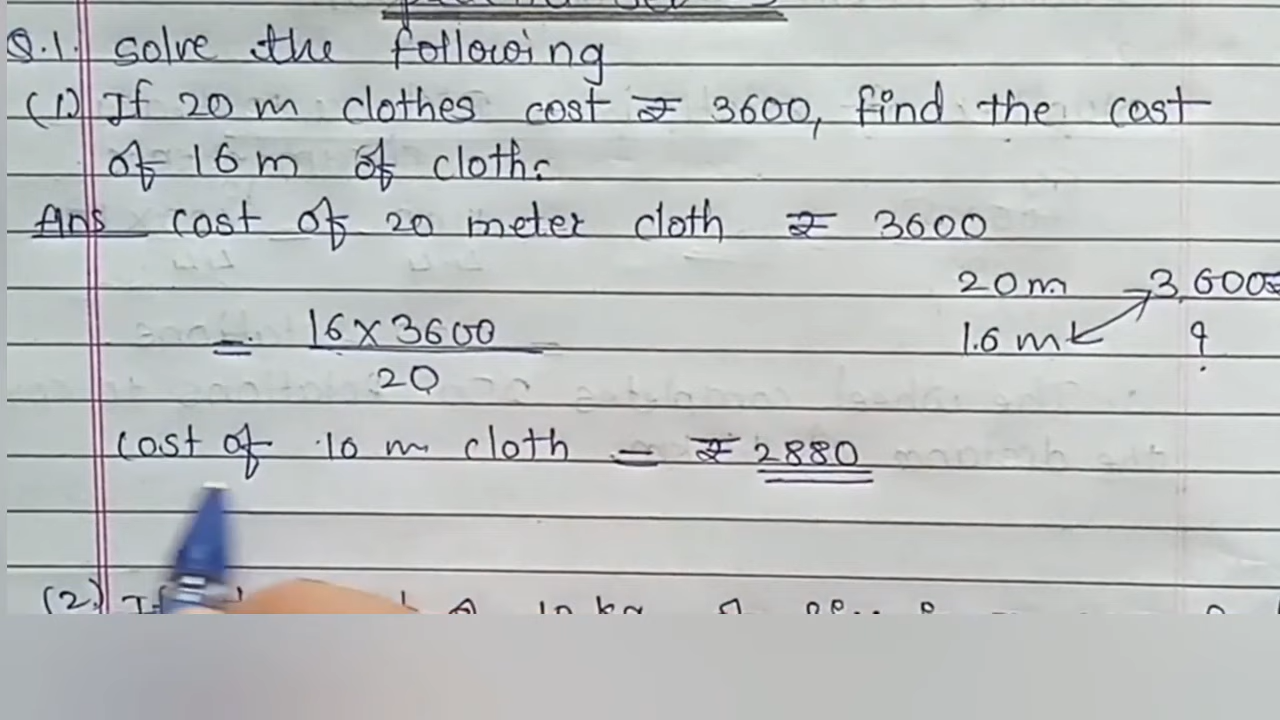 Q.1. solve the following
(1) If 20 m clothes cost ₹ 3600, find the cost
of 16 m of cloth.
Ans cost of 20 meter cloth ₹ 3600
20 m 3,600₹
= 16 × 3600
1.6 m ?
20
cost of 10 m cloth = ₹ 2880
(2) If